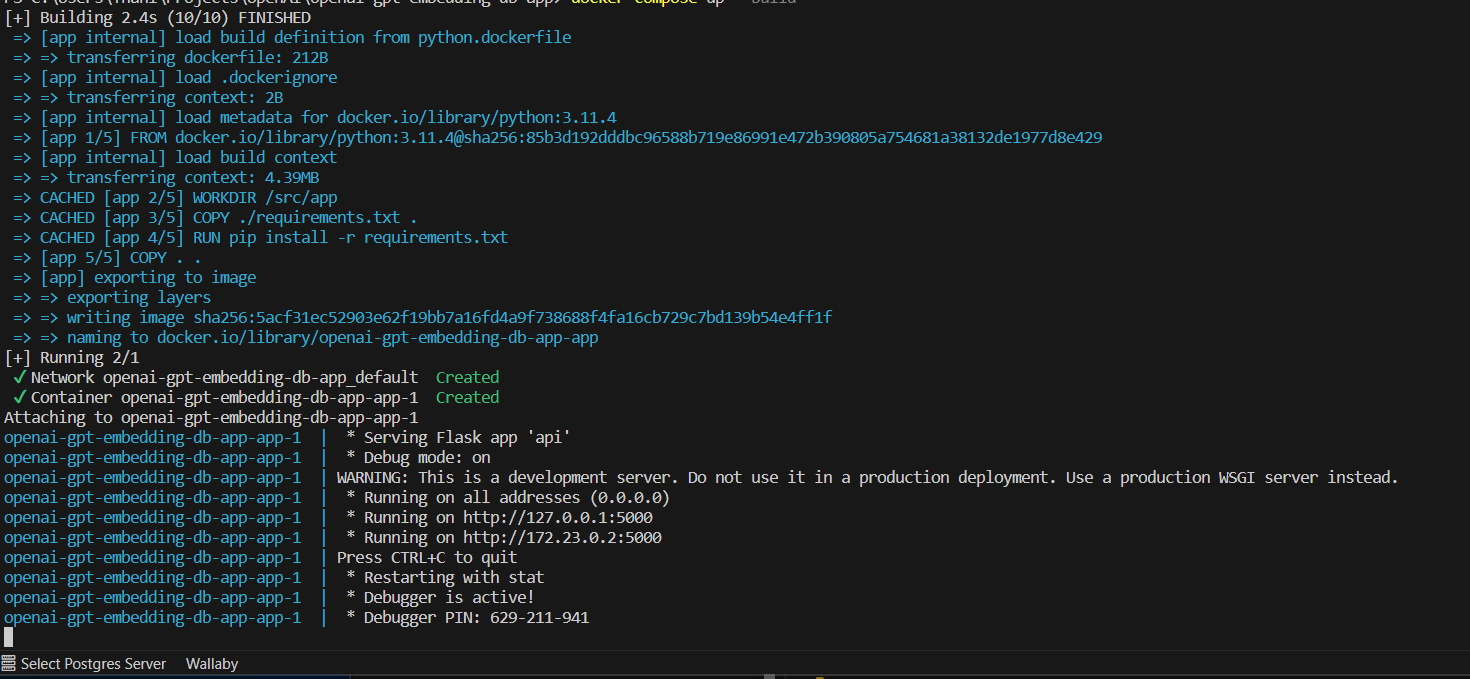 PS C:\Users\Thani\Projects\OpenAI\openai-gpt-embedding-db-app> docker-compose up --build
[+] Building 2.4s (10/10) FINISHED
=> [app internal] load build definition from python.dockerfile
=> => transferring dockerfile: 212B
=> [app internal] load .dockerignore
=> => transferring context: 2B
=> [app internal] load metadata for docker.io/library/python:3.11.4
=> [app 1/5] FROM docker.io/library/python:3.11.4@sha256:85b3d192dddbc96588b719e86991e472b390805a754681a38132de1977d8e429
=> [app internal] load build context
=> => transferring context: 4.39MB
=> CACHED [app 2/5] WORKDIR /src/app
=> CACHED [app 3/5] COPY ./requirements.txt .
=> CACHED [app 4/5] RUN pip install -r requirements.txt
=> [app 5/5] COPY . .
=> [app] exporting to image
=> => exporting layers
=> => writing image sha256:5acf31ec52903e62f19bb7a16fd4a9f738688f4fa16cb729c7bd139b54e4ff1f
=> => naming to docker.io/library/openai-gpt-embedding-db-app-app
[+] Running 2/1
✓ Network openai-gpt-embedding-db-app_default Created
✓ Container openai-gpt-embedding-db-app-app-1 Created
Attaching to openai-gpt-embedding-db-app-app-1
openai-gpt-embedding-db-app-app-1 | * Serving Flask app 'api'
openai-gpt-embedding-db-app-app-1 | * Debug mode: on
openai-gpt-embedding-db-app-app-1 | WARNING: This is a development server. Do not use it in a production deployment. Use a production WSGI server instead.
openai-gpt-embedding-db-app-app-1 | * Running on all addresses (0.0.0.0)
openai-gpt-embedding-db-app-app-1 | * Running on http://127.0.0.1:5000
openai-gpt-embedding-db-app-app-1 | * Running on http://172.23.0.2:5000
openai-gpt-embedding-db-app-app-1 | Press CTRL+C to quit
openai-gpt-embedding-db-app-app-1 | * Restarting with stat
openai-gpt-embedding-db-app-app-1 | * Debugger is active!
openai-gpt-embedding-db-app-app-1 | * Debugger PIN: 629-211-941
Select Postgres Server Wallaby